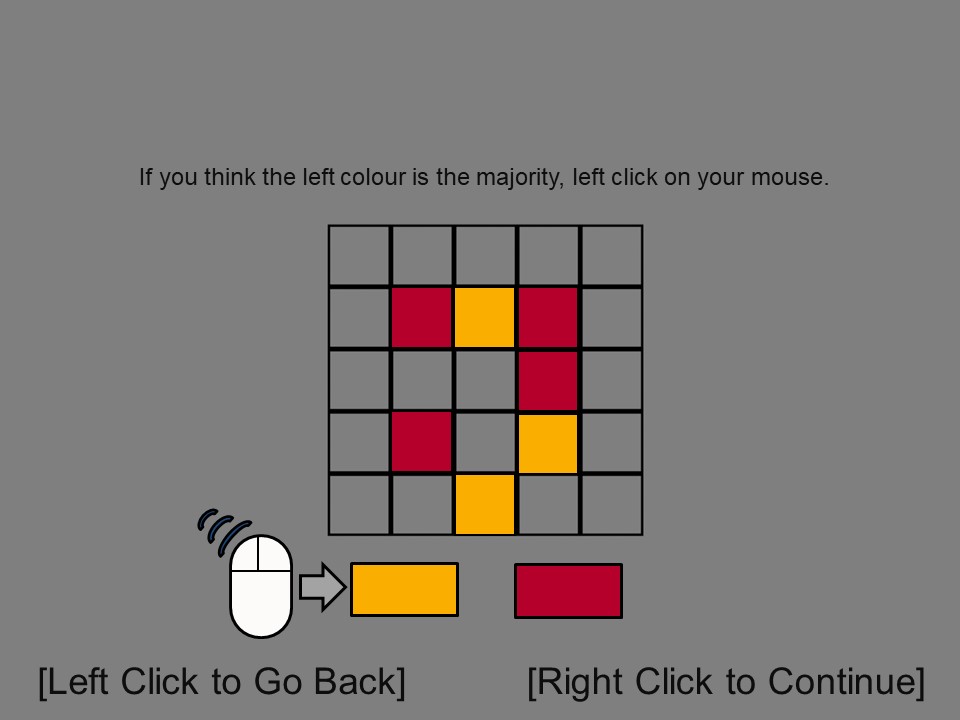 If you think the left colour is the majority, left click on your mouse.
[Left Click to Go Back]
[Right Click to Continue]